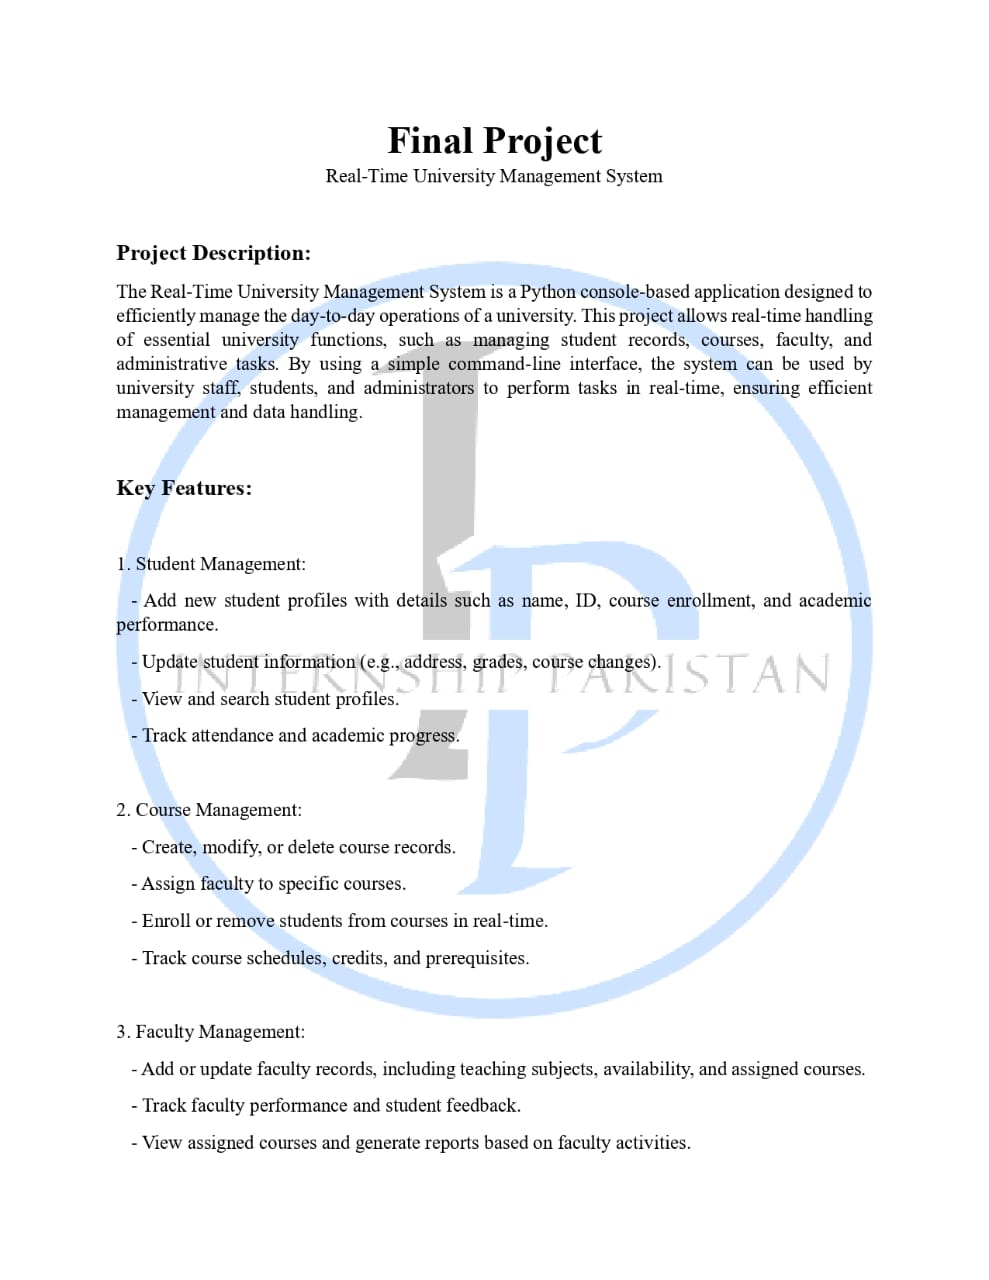 Final Project
Real-Time University Management System
Project Description:
The Real-Time University Management System is a Python console-based application designed to
efficiently manage the day-to-day operations of a university. This project allows real-time handling
of essential university functions, such as managing student records, courses, faculty, and
administrative tasks. By using a simple command-line interface, the system can be used by
university staff, students, and administrators to perform tasks in real-time, ensuring efficient
management and data handling.
Key Features:
1. Student Management:
- Add new student profiles with details such as name, ID, course enrollment, and academic
performance.
- Update student information (e.g., address, grades, course changes).
INTERNSHIP PAKISTAN
- View and search student profiles.
- Track attendance and academic progress.
2. Course Management:
- Create, modify, or delete course records.
- Assign faculty to specific courses.
- Enroll or remove students from courses in real-time.
- Track course schedules, credits, and prerequisites.
3. Faculty Management:
- Add or update faculty records, including teaching subjects, availability, and assigned courses.
- Track faculty performance and student feedback.
- View assigned courses and generate reports based on faculty activities.